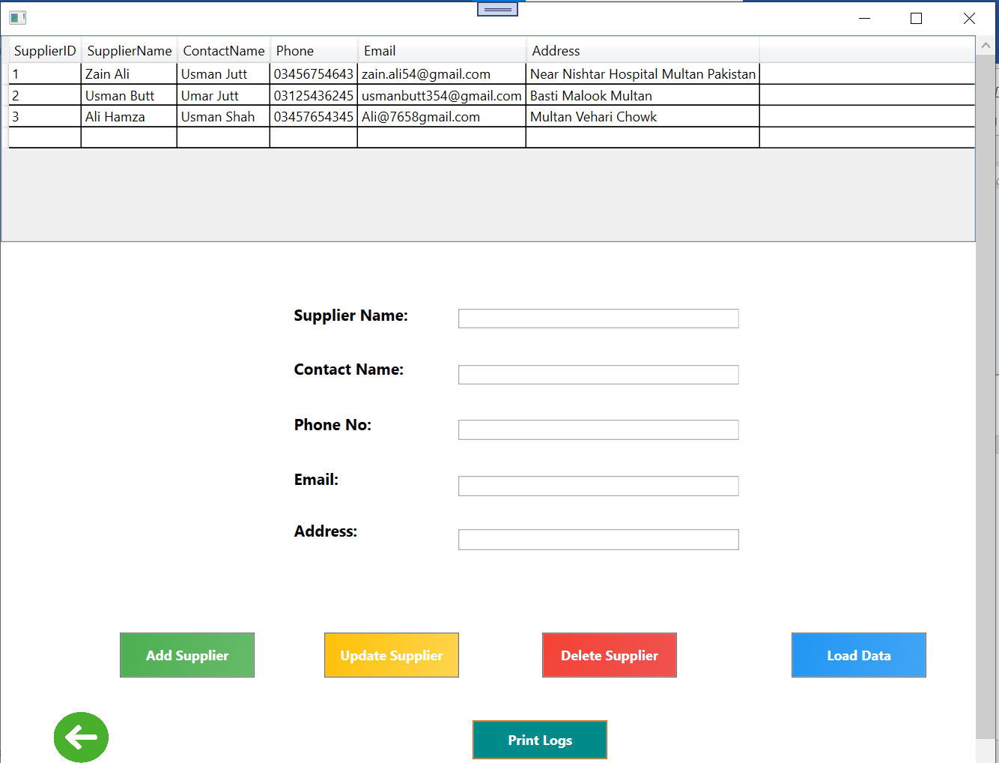 SupplierID SupplierName ContactName Phone Email Address
1 Zain Ali Usman Jutt 03456754643 zain.ali54@gmail.com Near Nishtar Hospital Multan Pakistan
2 Usman Butt Umar Jutt 03125436245 usmanbutt354@gmail.com Basti Malook Multan
3 Ali Hamza Usman Shah 03457654345 Ali@7658gmail.com Multan Vehari Chowk
Supplier Name:
Contact Name:
Phone No:
Email:
Address:
Add Supplier Update Supplier Delete Supplier Load Data
Print Logs